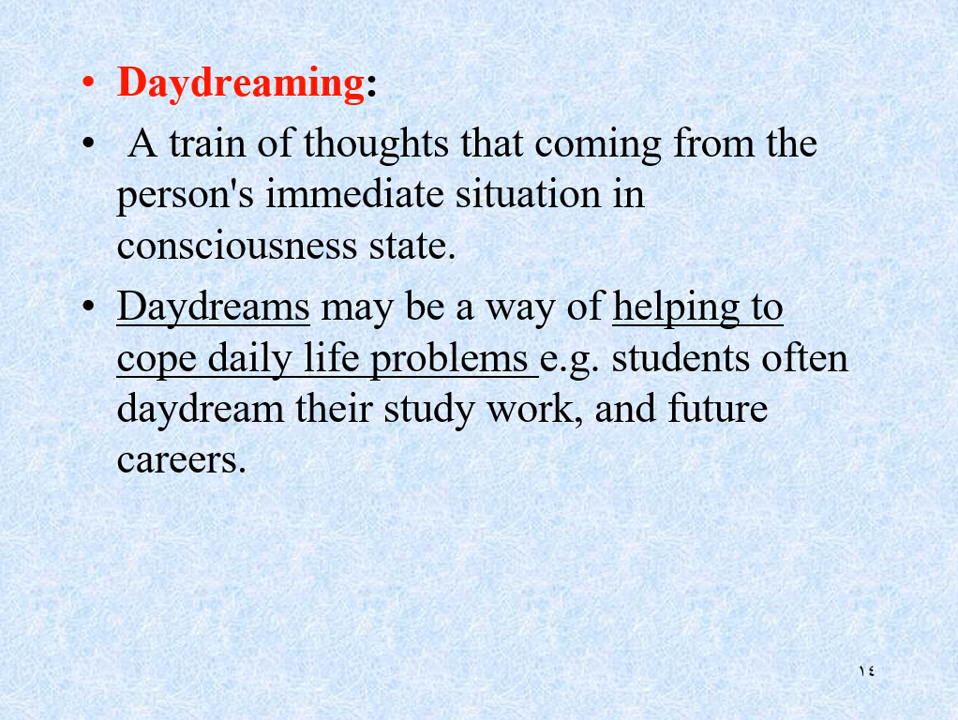 • Daydreaming:
• A train of thoughts that coming from the
person's immediate situation in
consciousness state.
• Daydreams may be a way of helping to
cope daily life problems e.g. students often
daydream their study work, and future
careers.
١٤